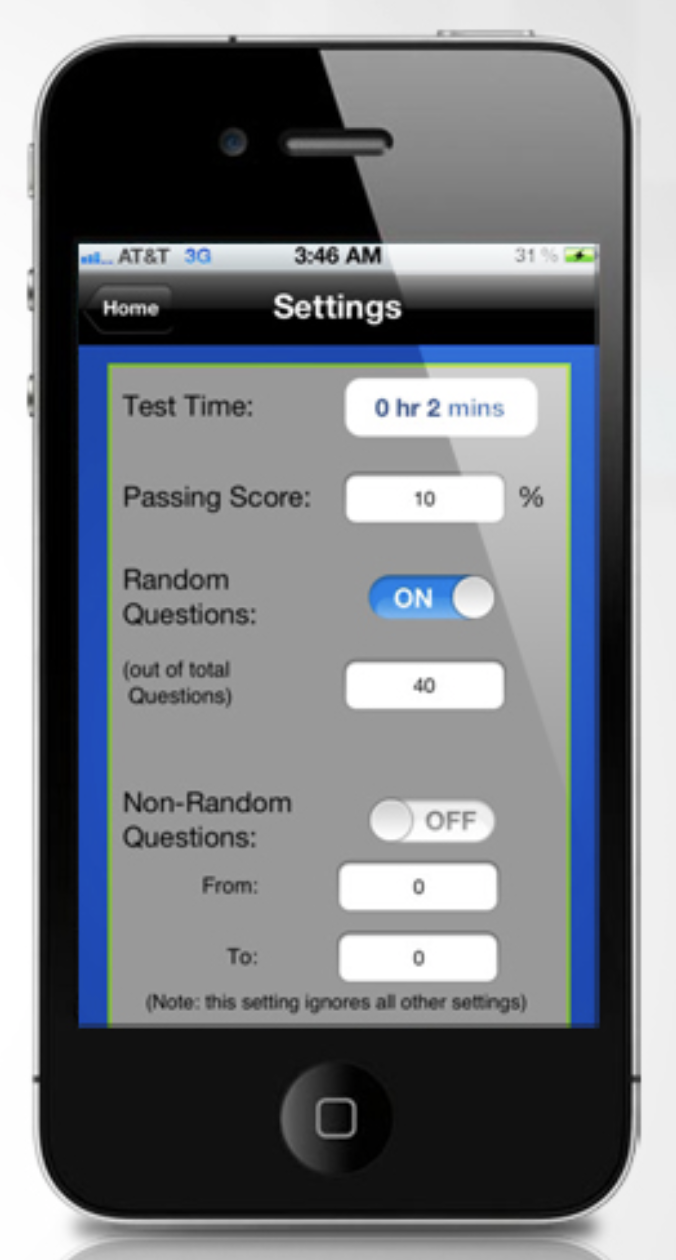 AT&T 3G 3:46 AM 31 %
Home Settings
Test Time: 0 hr 2 mins
Passing Score: 10 %
Random
Questions: ON
(out of total
Questions) 40
Non-Random
Questions: OFF
From: 0
To: 0
(Note: this setting ignores all other settings)